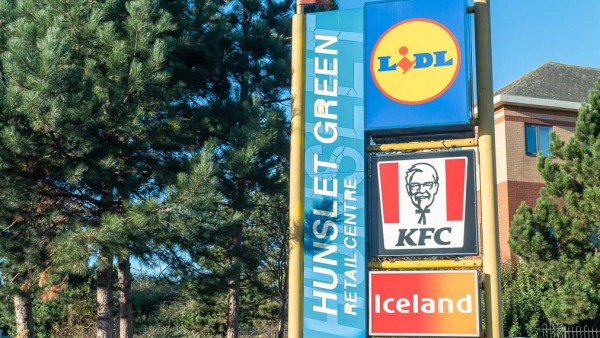 HUNSLET GREEN
RETAIL CENTRE
LIDL
KFC
Iceland